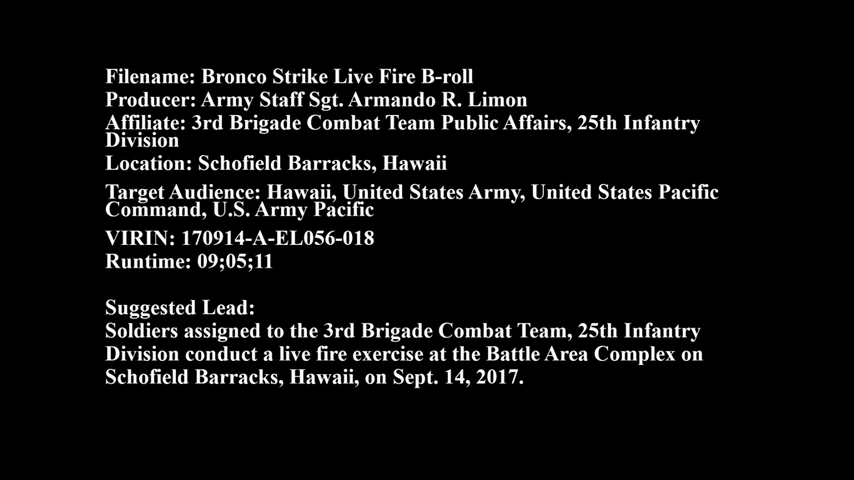 Filename: Bronco Strike Live Fire B-roll
Producer: Army Staff Sgt. Armando R. Limon
Affiliate: 3rd Brigade Combat Team Public Affairs, 25th Infantry
Division
Location: Schofield Barracks, Hawaii
Target Audience: Hawaii, United States Army, United States Pacific
Command, U.S. Army Pacific
VIRIN: 170914-A-EL056-018
Runtime: 09;05;11
Suggested Lead:
Soldiers assigned to the 3rd Brigade Combat Team, 25th Infantry
Division conduct a live fire exercise at the Battle Area Complex on
Schofield Barracks, Hawaii, on Sept. 14, 2017.